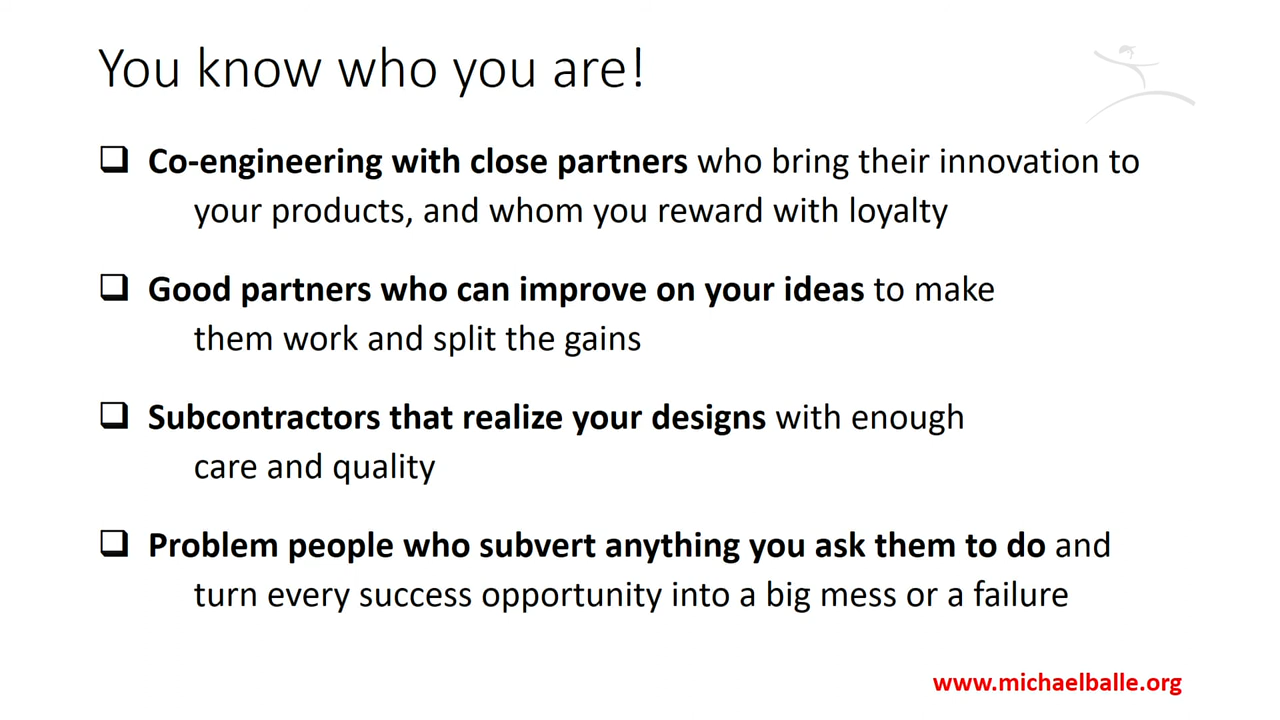 You know who you are!
❑ Co-engineering with close partners who bring their innovation to
your products, and whom you reward with loyalty
❑ Good partners who can improve on your ideas to make
them work and split the gains
❑ Subcontractors that realize your designs with enough
care and quality
❑ Problem people who subvert anything you ask them to do and
turn every success opportunity into a big mess or a failure
www.michaelballe.org